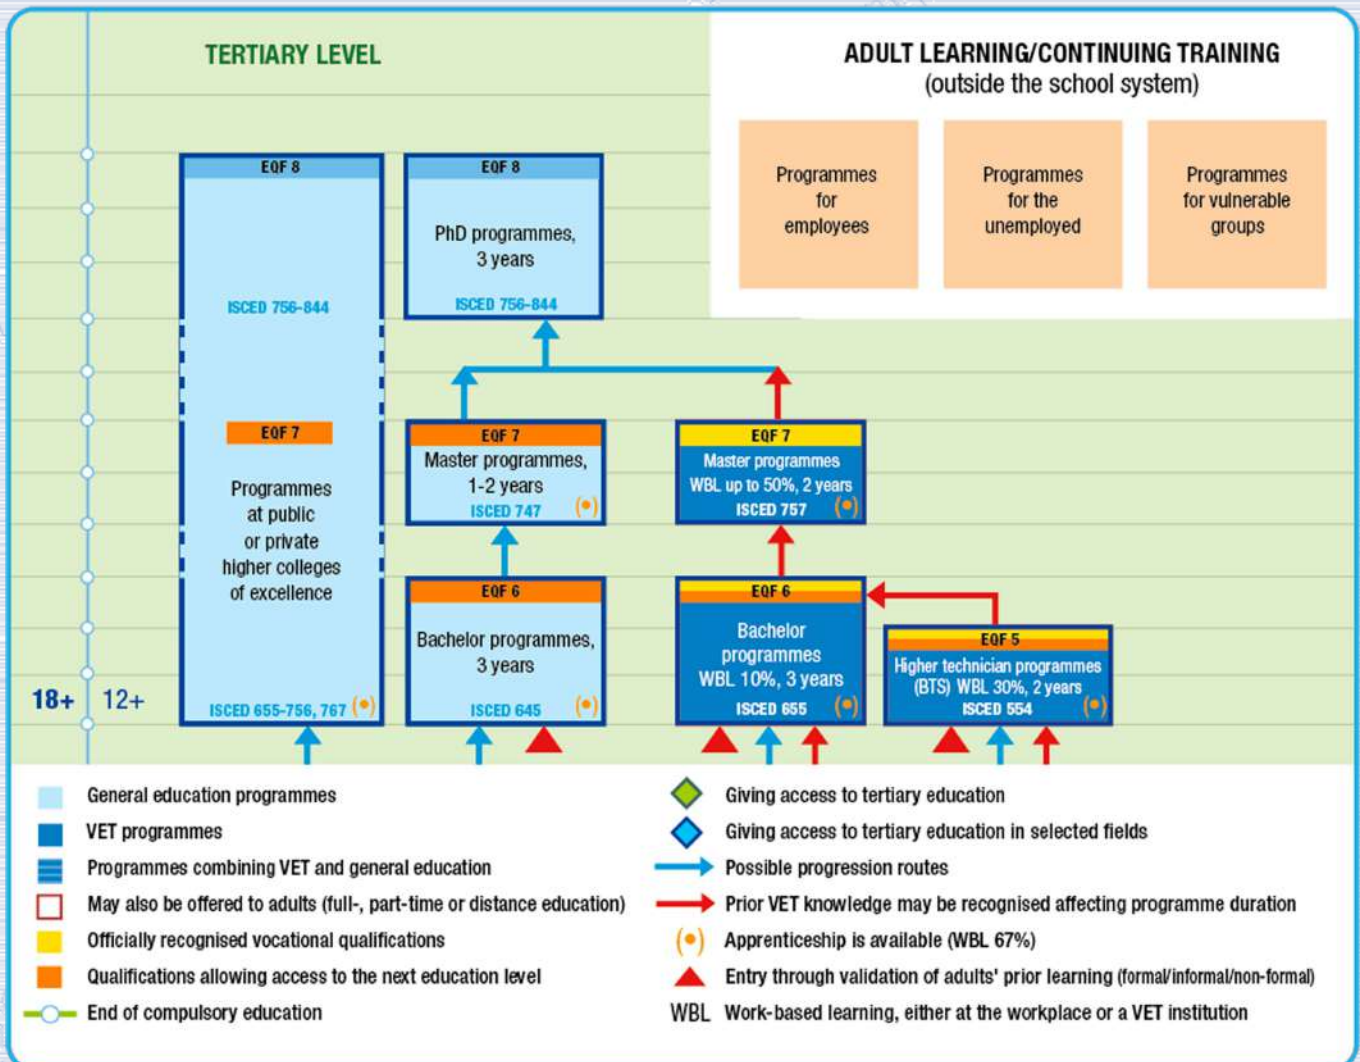 TERTIARY LEVEL
ADULT LEARNING/CONTINUING TRAINING
(outside the school system)
Programmes
for
employees
Programmes
for the
unemployed
Programmes
for vulnerable
groups
EQF 8
ISCED 756-844
EQF 7
Programmes
at public
or private
higher colleges
of excellence
ISCED 655-756, 767 (•)
EQF 8
PhD programmes,
3 years
ISCED 756-844
EQF 7
Master programmes,
1-2 years
ISCED 747 (•)
EQF 6
Bachelor programmes,
3 years
ISCED 645 (•)
EQF 7
Master programmes
WBL up to 50%, 2 years
ISCED 757 (•)
EQF 6
Bachelor
programmes
WBL 10%, 3 years
ISCED 655 (•)
EQF 5
Higher technician programmes
(BTS) WBL 30%, 2 years
ISCED 554 (•)
18+ 12+
General education programmes
VET programmes
Programmes combining VET and general education
May also be offered to adults (full-, part-time or distance education)
Officially recognised vocational qualifications
Qualifications allowing access to the next education level
End of compulsory education
Giving access to tertiary education
Giving access to tertiary education in selected fields
Possible progression routes
Prior VET knowledge may be recognised affecting programme duration
(•) Apprenticeship is available (WBL 67%)
Entry through validation of adults' prior learning (formal/informal/non-formal)
WBL Work-based learning, either at the workplace or a VET institution